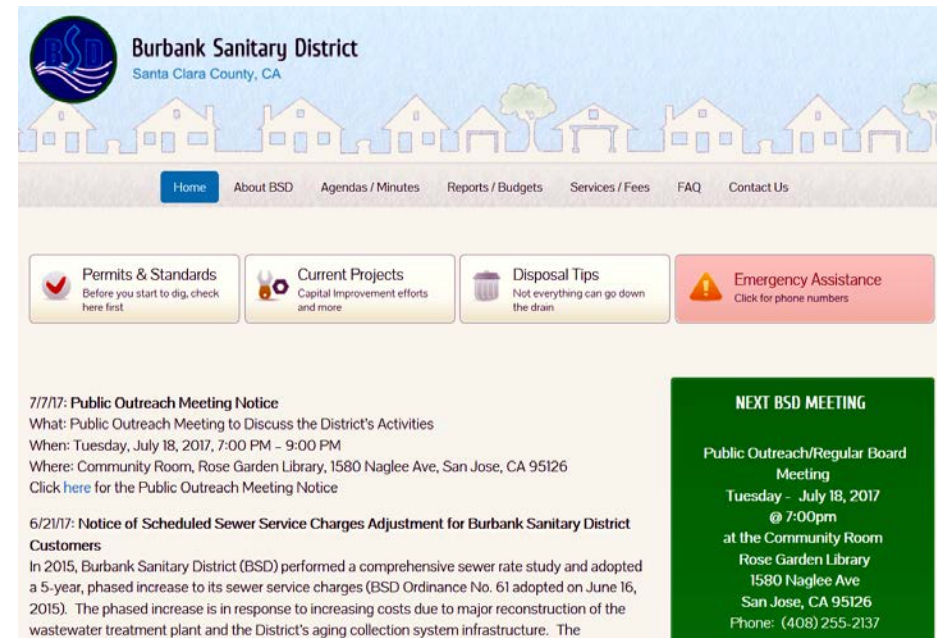 BSD
Burbank Sanitary District
Santa Clara County, CA
Home About BSD Agendas / Minutes Reports / Budgets Services / Fees FAQ Contact Us
Permits & Standards
Before you start to dig, check
here first
Current Projects
Capital Improvement efforts
and more
Disposal Tips
Not everything can go down
the drain
Emergency Assistance
Click for phone numbers
7/7/17: Public Outreach Meeting Notice
What: Public Outreach Meeting to Discuss the District's Activities
When: Tuesday, July 18, 2017, 7:00 PM – 9:00 PM
Where: Community Room, Rose Garden Library, 1580 Naglee Ave, San Jose, CA 95126
Click here for the Public Outreach Meeting Notice
6/21/17: Notice of Scheduled Sewer Service Charges Adjustment for Burbank Sanitary District
Customers
In 2015, Burbank Sanitary District (BSD) performed a comprehensive sewer rate study and adopted
a 5-year, phased increase to its sewer service charges (BSD Ordinance No. 61 adopted on June 16,
2015). The phased increase is in response to increasing costs due to major reconstruction of the
wastewater treatment plant and the District's aging collection system infrastructure. The
NEXT BSD MEETING
Public Outreach/Regular Board
Meeting
Tuesday - July 18, 2017
@ 7:00pm
at the Community Room
Rose Garden Library
1580 Naglee Ave
San Jose, CA 95126
Phone: (408) 255-2137